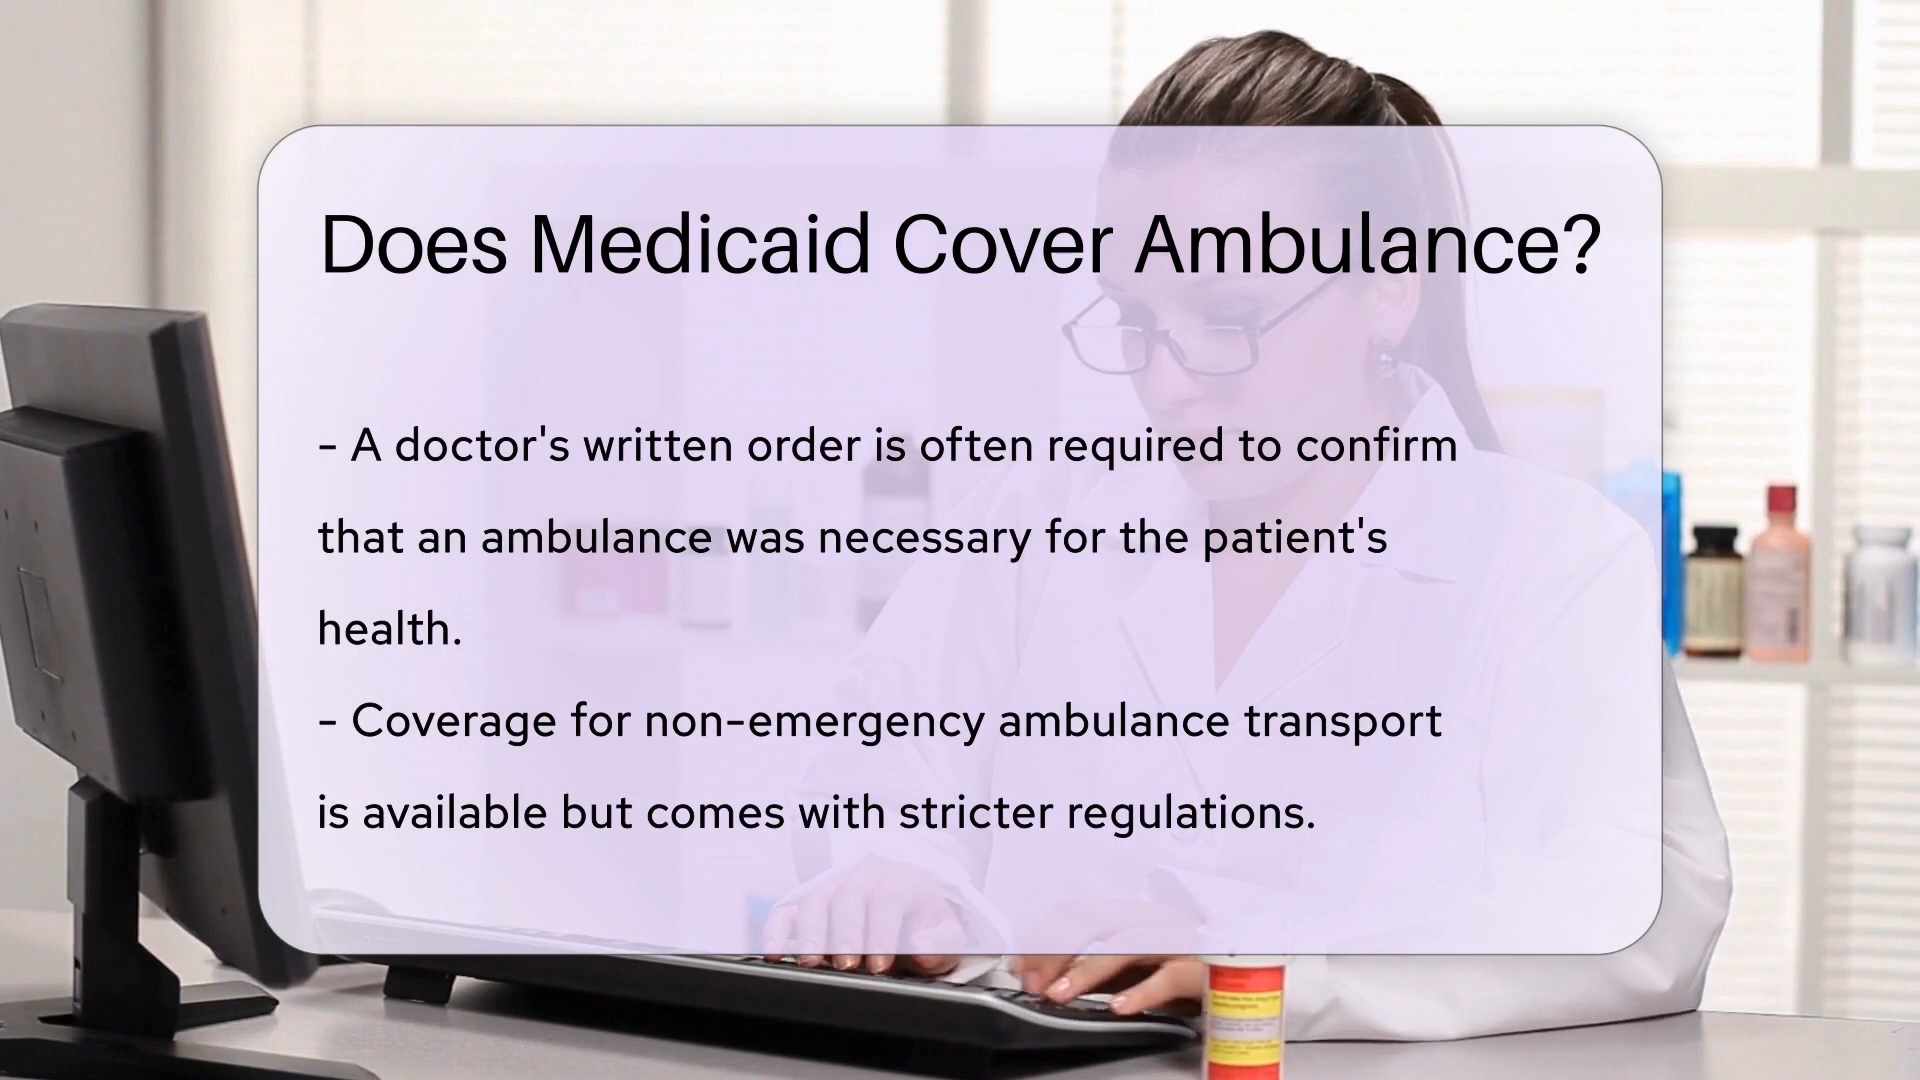 Does Medicaid Cover Ambulance?
- A doctor's written order is often required to confirm
that an ambulance was necessary for the patient's
health.
- Coverage for non-emergency ambulance transport
is available but comes with stricter regulations.